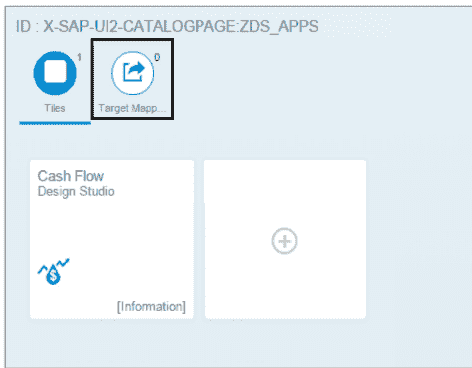 ID : X-SAP-UI2-CATALOGPAGE:ZDS_APPS
1
0
Tiles
Target Mapp...
Cash Flow
Design Studio
$
[Information]